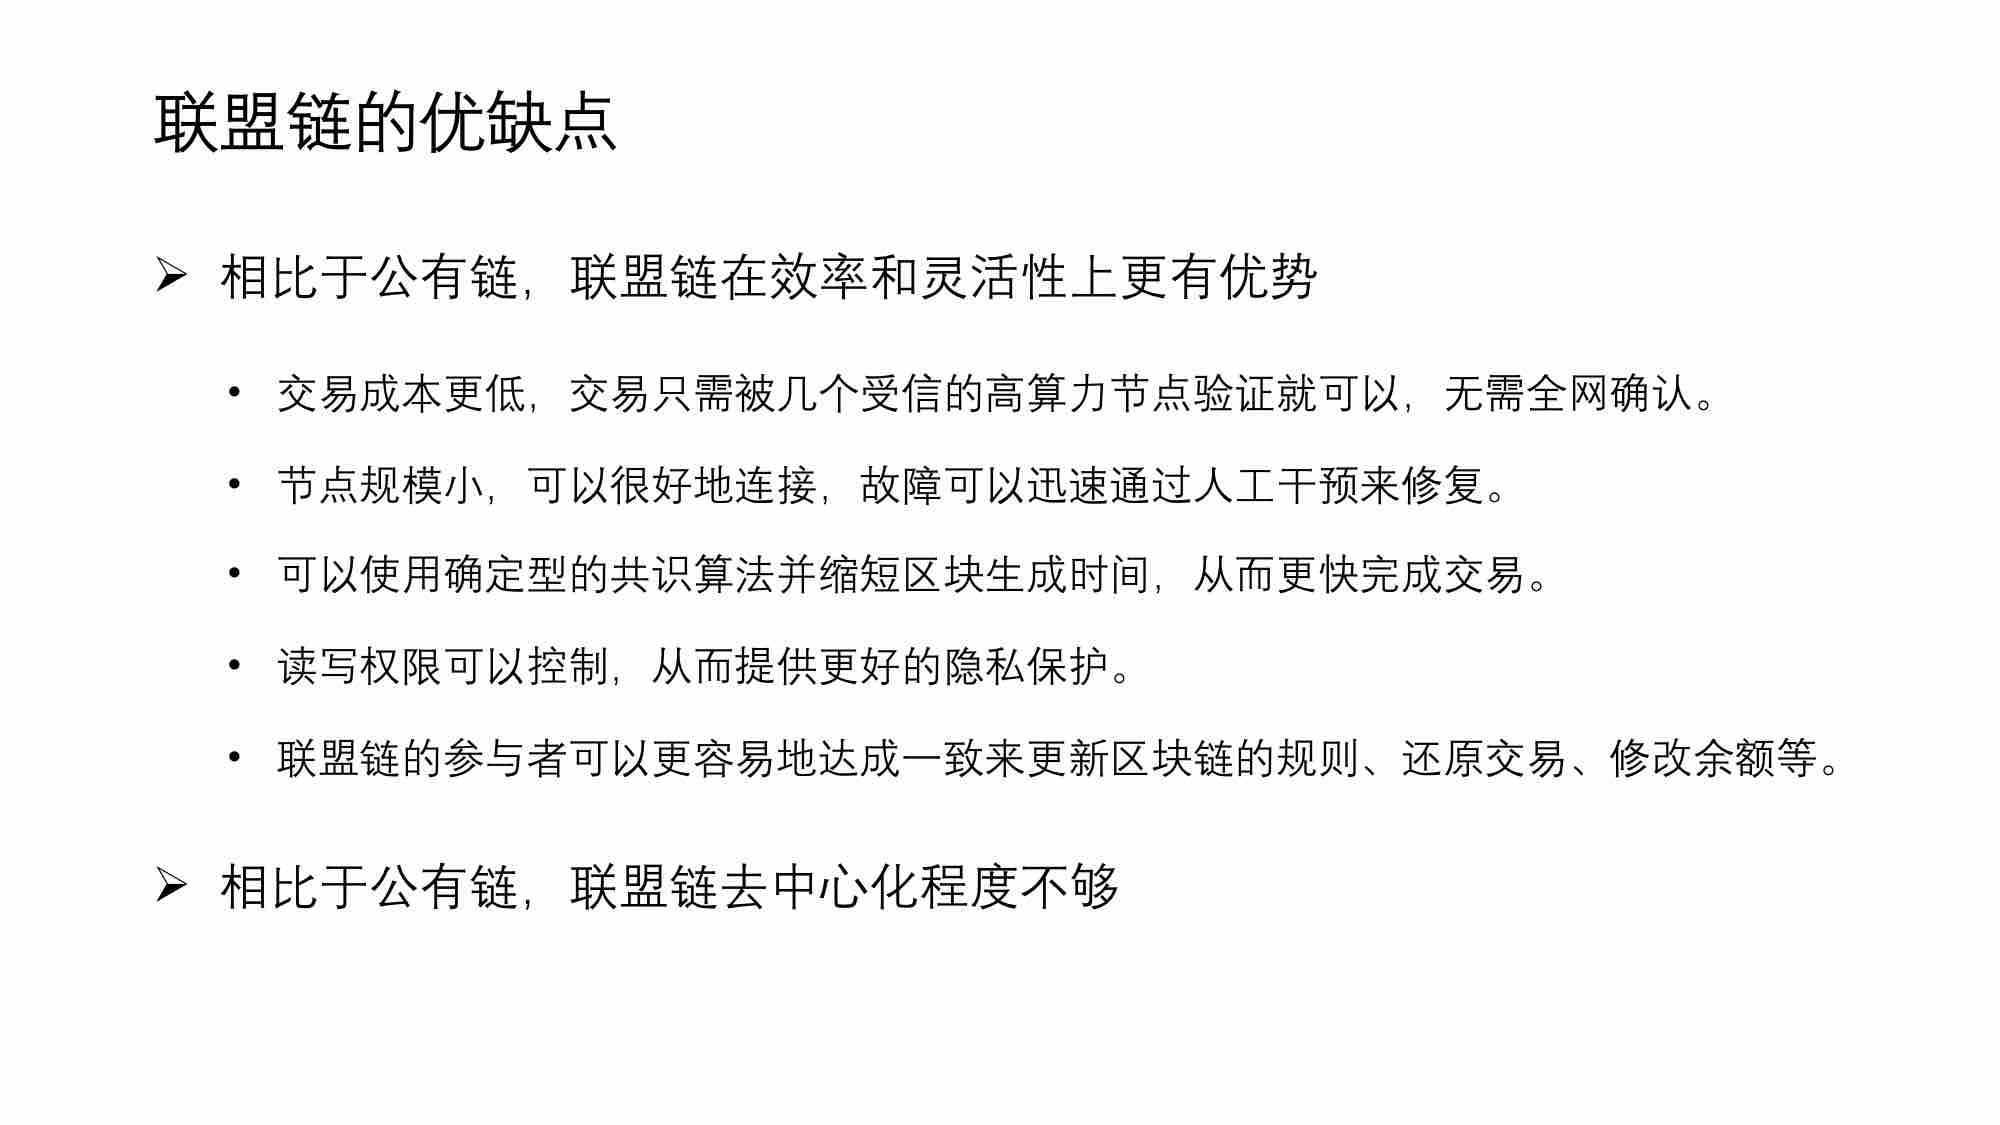 联盟链的优缺点
➢ 相比于公有链，联盟链在效率和灵活性上更有优势
• 交易成本更低，交易只需被几个受信的高算力节点验证就可以，无需全网确认。
• 节点规模小，可以很好地连接，故障可以迅速通过人工干预来修复。
• 可以使用确定型的共识算法并缩短区块生成时间，从而更快完成交易。
• 读写权限可以控制，从而提供更好的隐私保护。
• 联盟链的参与者可以更容易地达成一致来更新区块链的规则、还原交易、修改余额等。
➢ 相比于公有链，联盟链去中心化程度不够